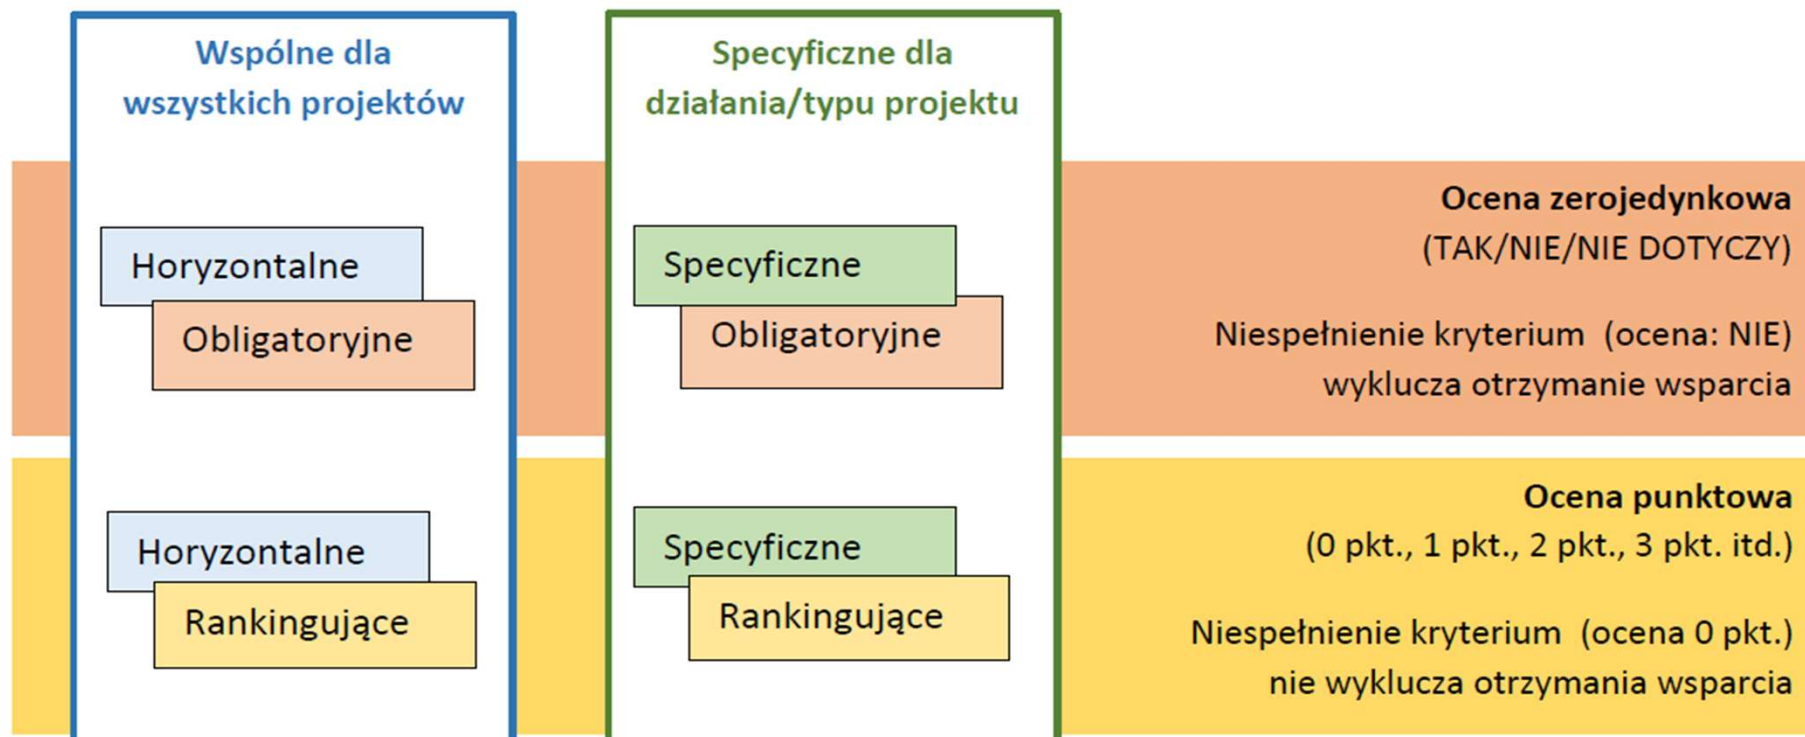 Wspólne dla
wszystkich projektów
Specyficzne dla
działania/typu projektu
Horyzontalne
Obligatoryjne
Specyficzne
Obligatoryjne
Ocena zerojedynkowa
(TAK/NIE/NIE DOTYCZY)
Niespełnienie kryterium (ocena: NIE)
wyklucza otrzymanie wsparcia
Horyzontalne
Rankingujące
Specyficzne
Rankingujące
Ocena punktowa
(0 pkt., 1 pkt., 2 pkt., 3 pkt. itd.)
Niespełnienie kryterium (ocena 0 pkt.)
nie wyklucza otrzymania wsparcia